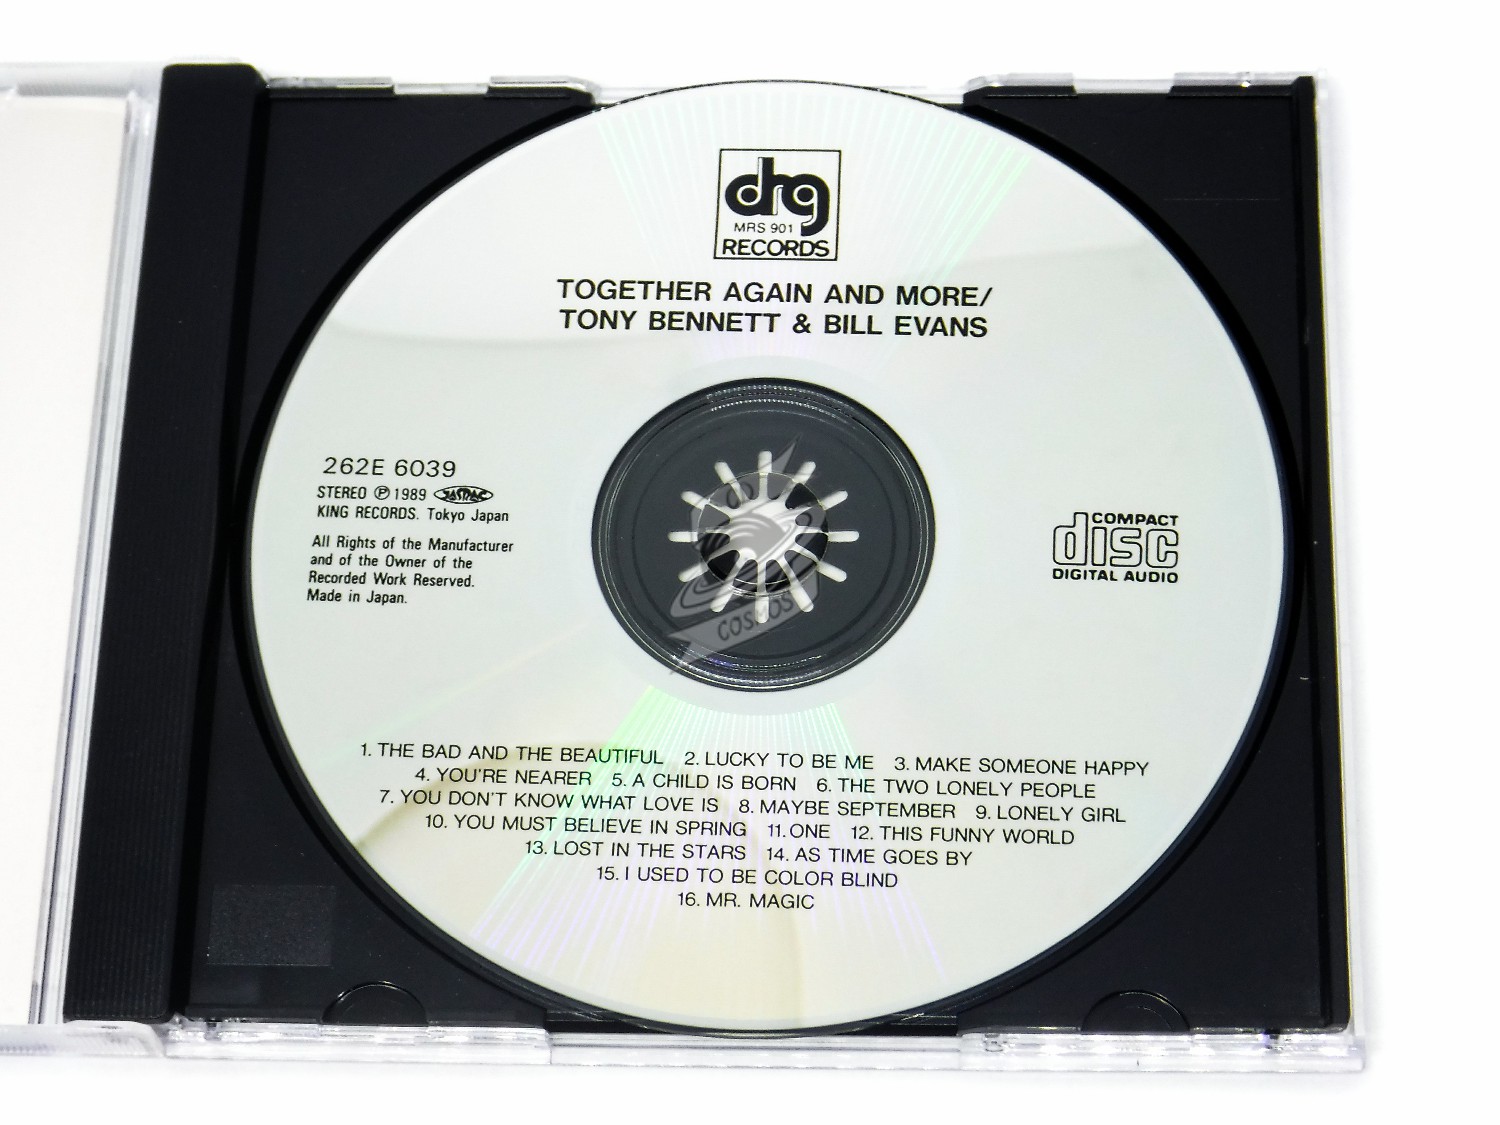 drg
MRS 901
RECORDS
TOGETHER AGAIN AND MORE/
TONY BENNETT & BILL EVANS
262E 6039
STEREO Ⓟ 1989 JASRAC
KING RECORDS. Tokyo Japan
All Rights of the Manufacturer
and of the Owner of the
Recorded Work Reserved.
Made in Japan.
COMPACT
disc
DIGITAL AUDIO
COSMOS
1. THE BAD AND THE BEAUTIFUL 2. LUCKY TO BE ME 3. MAKE SOMEONE HAPPY
4. YOU'RE NEARER 5. A CHILD IS BORN 6. THE TWO LONELY PEOPLE
7. YOU DON'T KNOW WHAT LOVE IS 8. MAYBE SEPTEMBER 9. LONELY GIRL
10. YOU MUST BELIEVE IN SPRING 11. ONE 12. THIS FUNNY WORLD
13. LOST IN THE STARS 14. AS TIME GOES BY
15. I USED TO BE COLOR BLIND
16. MR. MAGIC